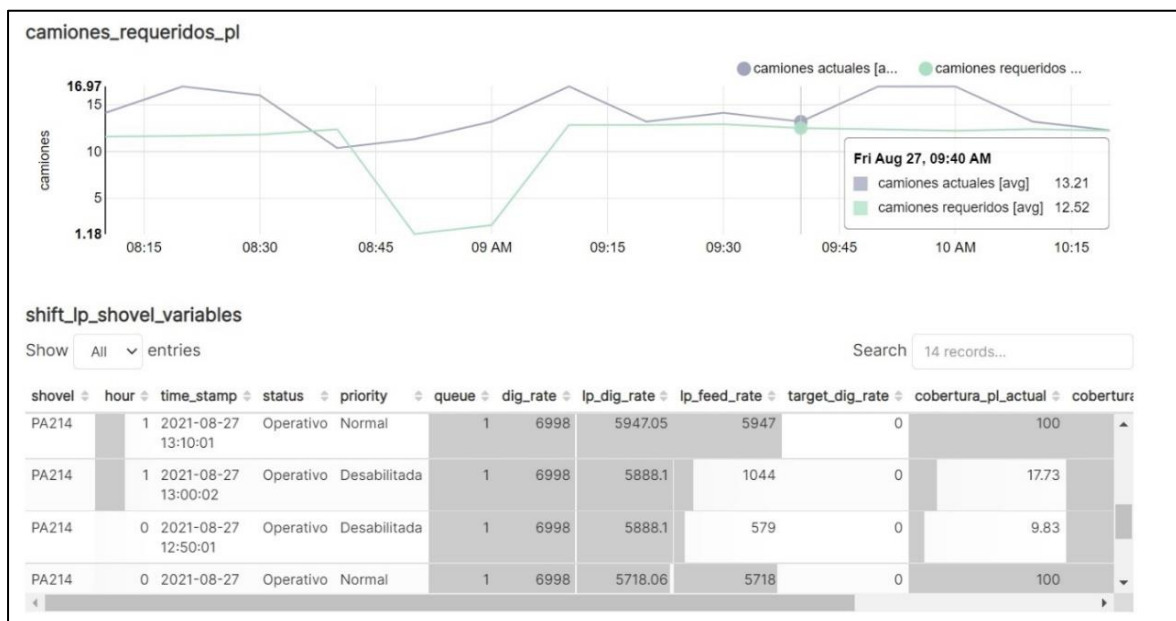 camiones_requeridos_pl
camiones actuales [a... camiones requeridos ...
16.97
15
10
5
1.18
camiones
Fri Aug 27, 09:40 AM
camiones actuales [avg] 13.21
camiones requeridos [avg] 12.52
08:15 08:30 08:45 09 AM 09:15 09:30 09:45 10 AM 10:15
shift_lp_shovel_variables
Show All entries Search 14 records...
shovel hour time_stamp status priority queue dig_rate lp_dig_rate lp_feed_rate target_dig_rate cobertura_pl_actual cobertura
PA214 1 2021-08-27 Operativo Normal 1 6998 5947.05 5947 0 100
13:10:01
PA214 1 2021-08-27 Operativo Desabilitada 1 6998 5888.1 1044 0 17.73
13:00:02
PA214 0 2021-08-27 Operativo Desabilitada 1 6998 5888.1 579 0 9.83
12:50:01
PA214 0 2021-08-27 Operativo Normal 1 6998 5718.06 5718 0 100